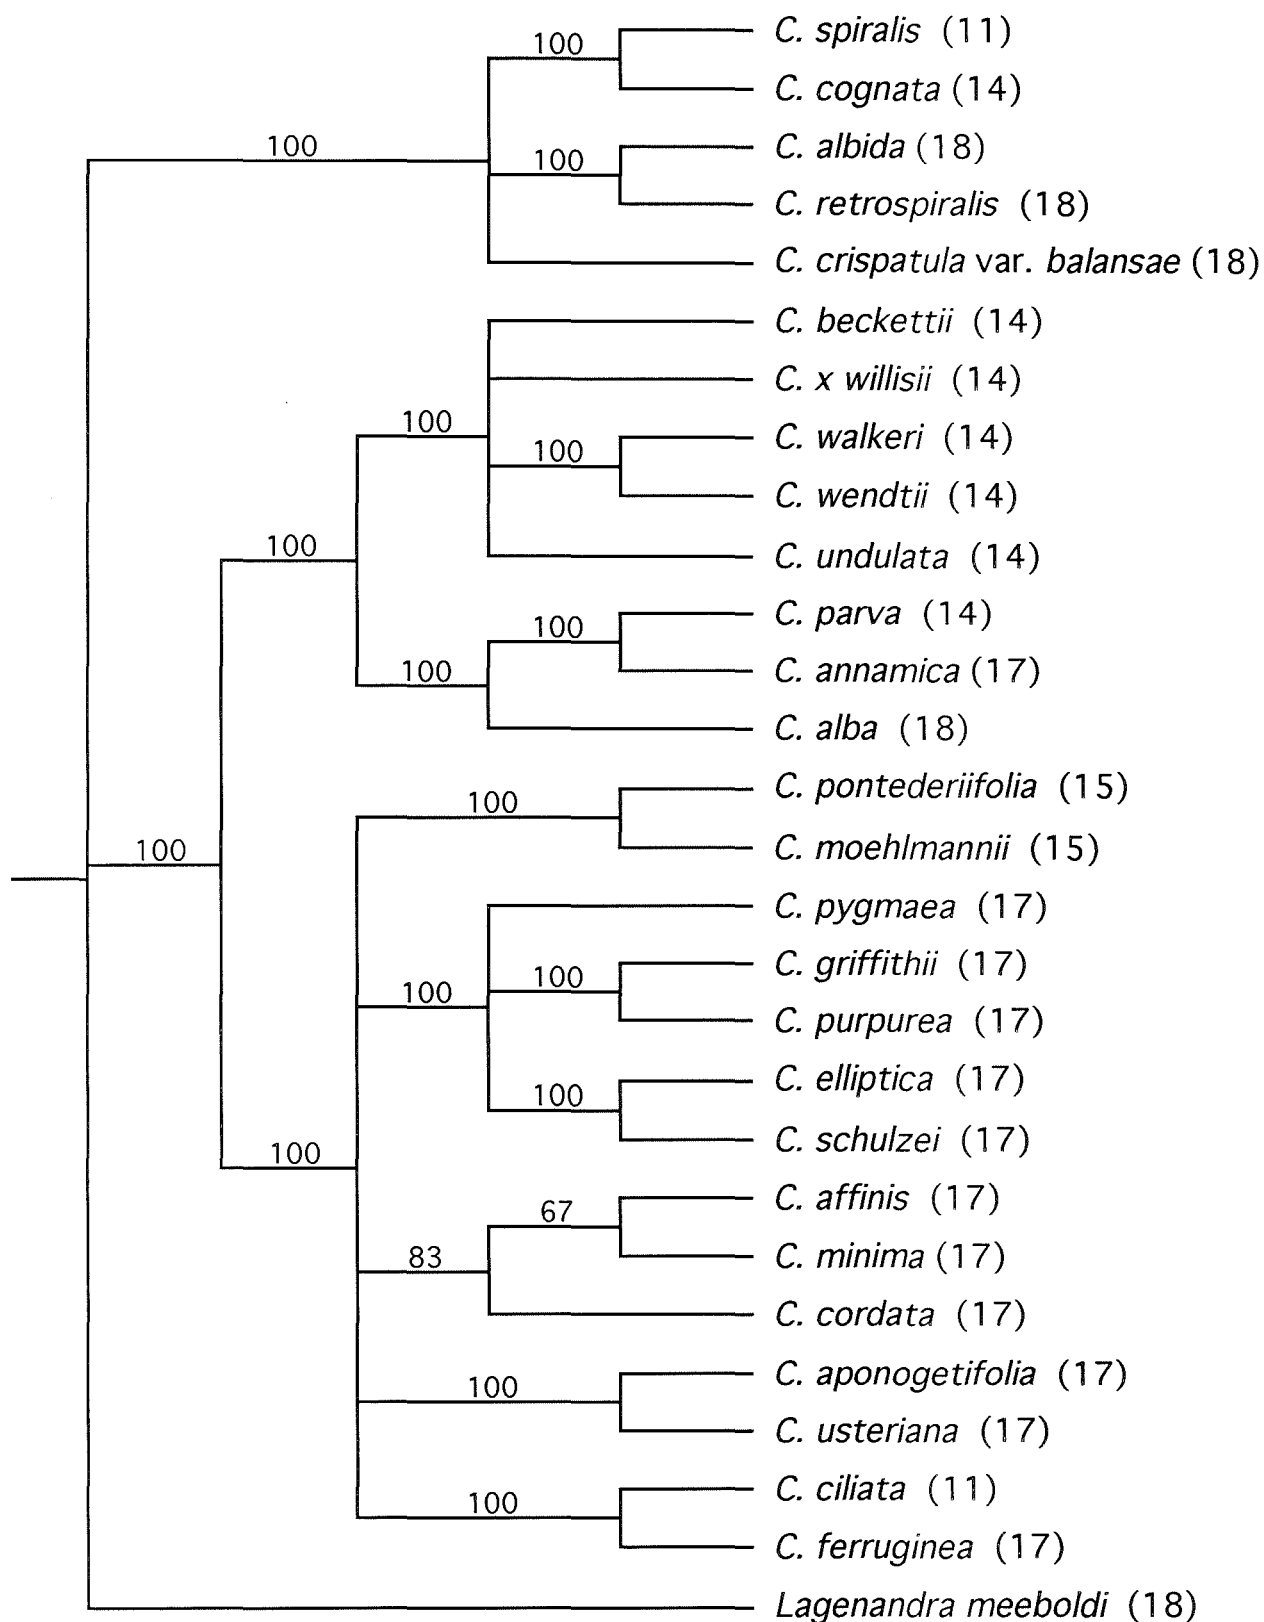 C. spiralis (11)
100
C. cognata (14)
100
C. albida (18)
100
C. retrospiralis (18)
C. crispatula var. balansae (18)
C. beckettii (14)
C. x willisii (14)
100
C. walkeri (14)
100
C. wendtii (14)
100
C. undulata (14)
C. parva (14)
100
C. annamica (17)
100
C. alba (18)
C. pontederiifolia (15)
100
C. moehlmannii (15)
100
C. pygmaea (17)
C. griffithii (17)
100
100
C. purpurea (17)
C. elliptica (17)
100
C. schulzei (17)
100
C. affinis (17)
67
C. minima (17)
83
C. cordata (17)
C. aponogetifolia (17)
100
C. usteriana (17)
C. ciliata (11)
100
C. ferruginea (17)
Lagenandra meeboldi (18)